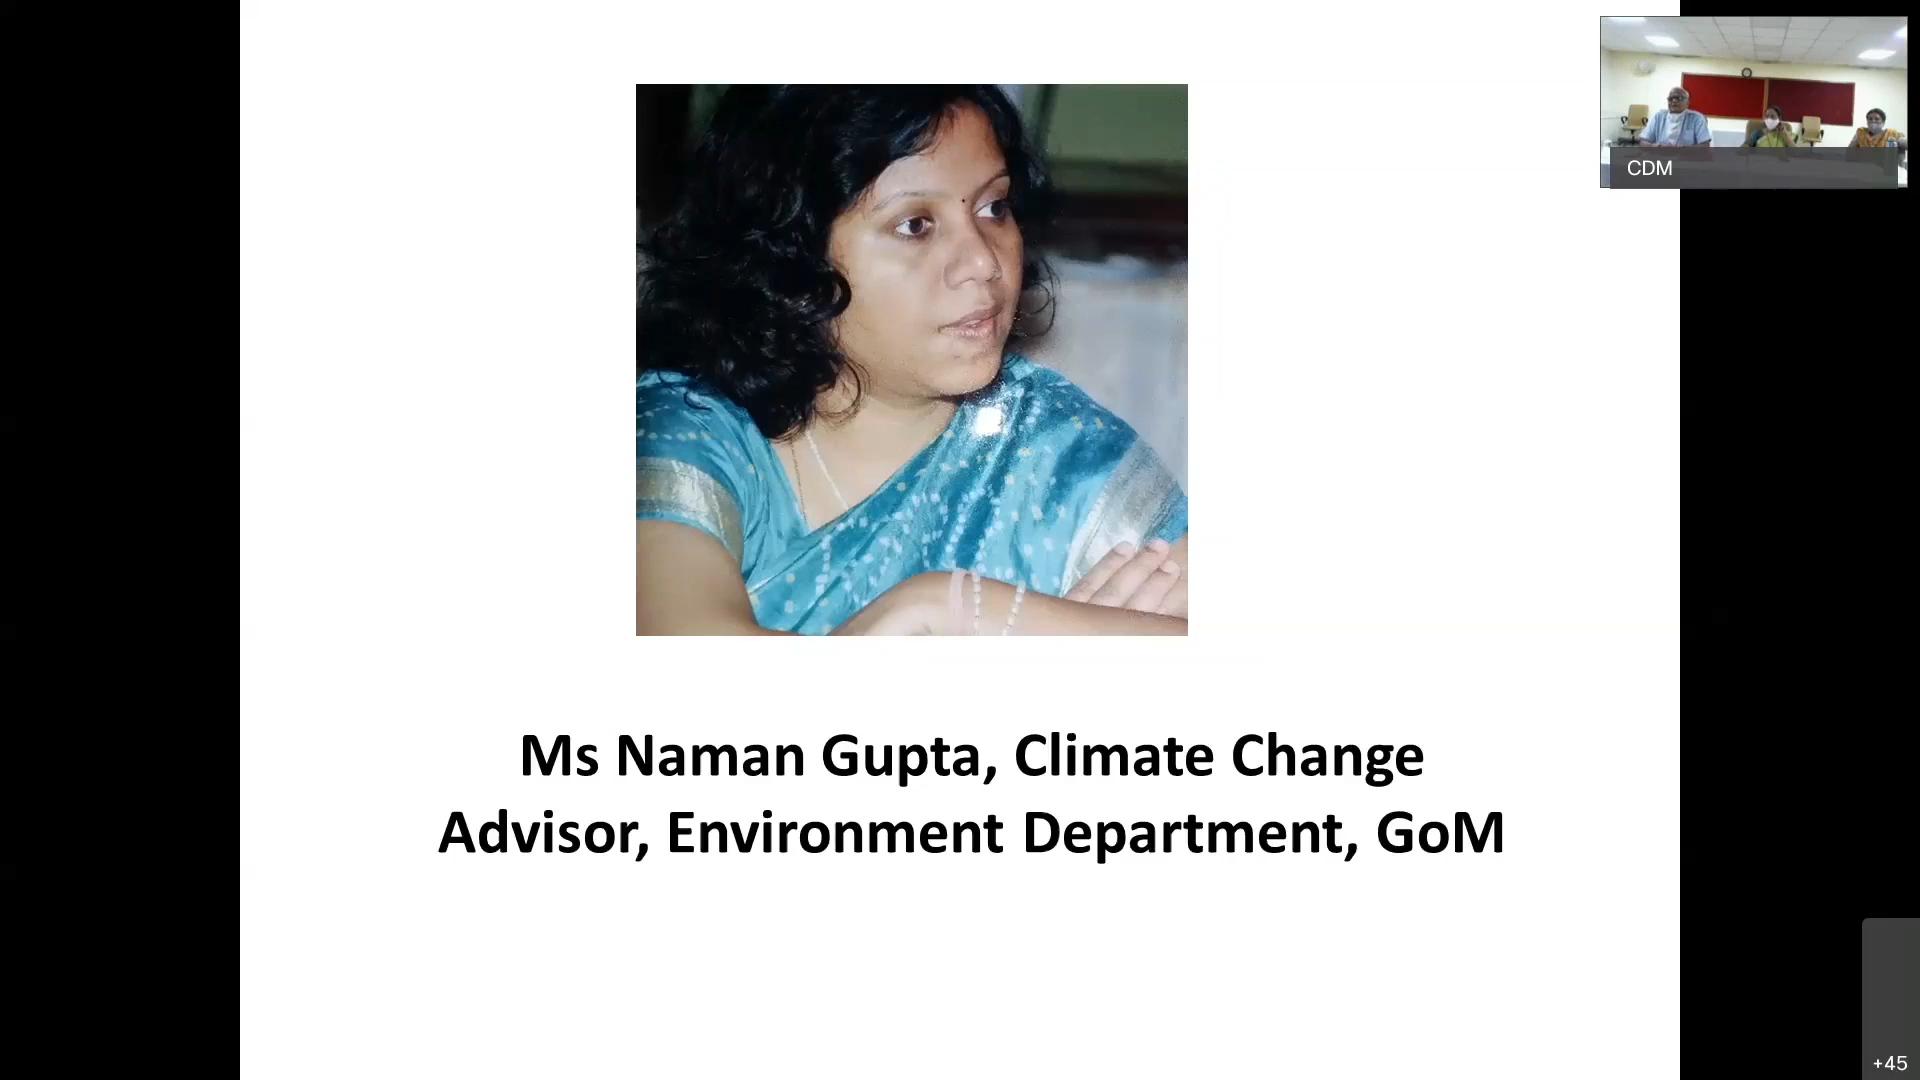 CDM
Ms Naman Gupta, Climate Change
Advisor, Environment Department, GoM
+45